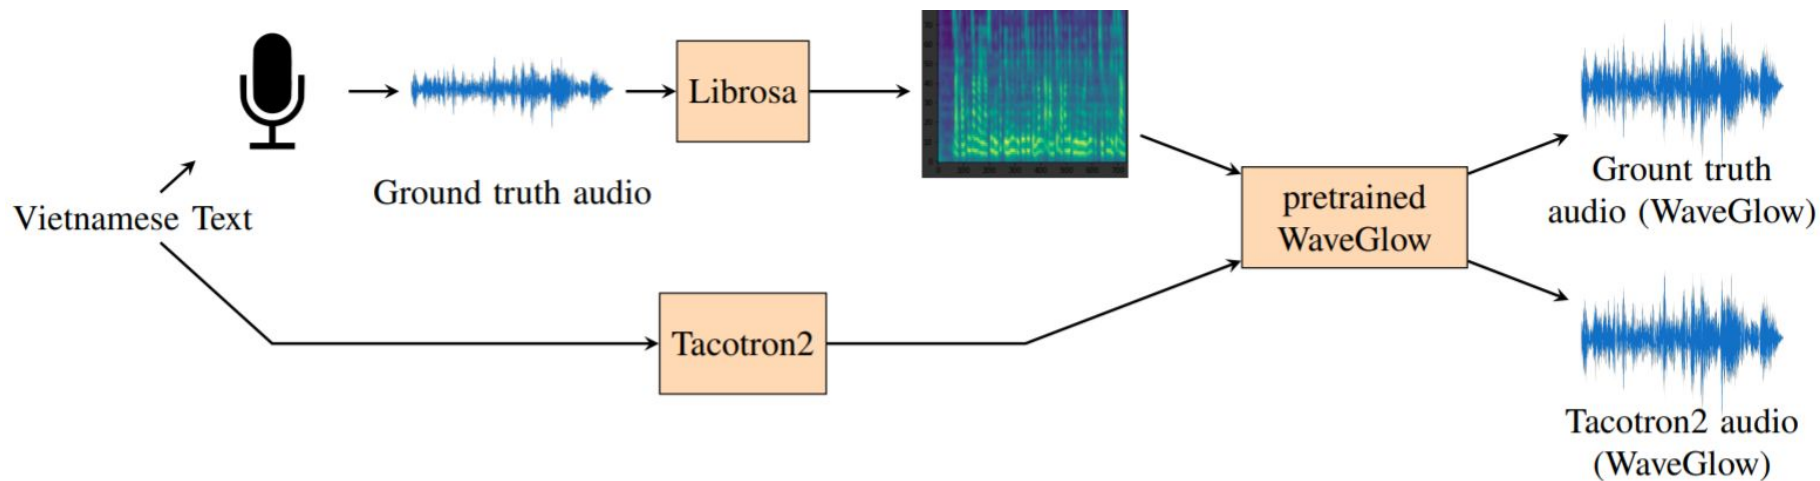 Vietnamese Text
Ground truth audio
Librosa
pretrained
WaveGlow
Tacotron2
Grount truth
audio (WaveGlow)
Tacotron2 audio
(WaveGlow)